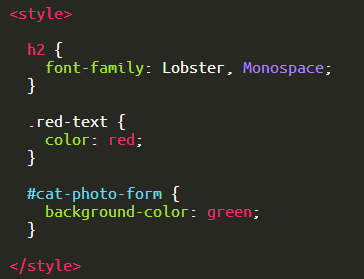 <style>
h2 {
font-family: Lobster, Monospace;
}
.red-text {
color: red;
}
#cat-photo-form {
background-color: green;
}
</style>